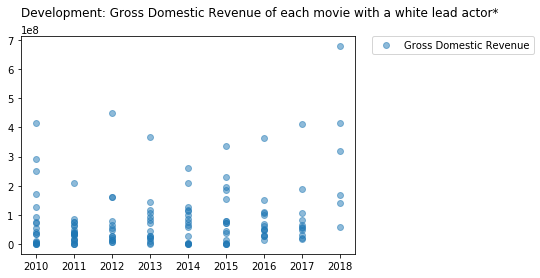 Development: Gross Domestic Revenue of each movie with a white lead actor*
1e8
Gross Domestic Revenue
7
6
5
4
3
2
1
0
2010 2011 2012 2013 2014 2015 2016 2017 2018